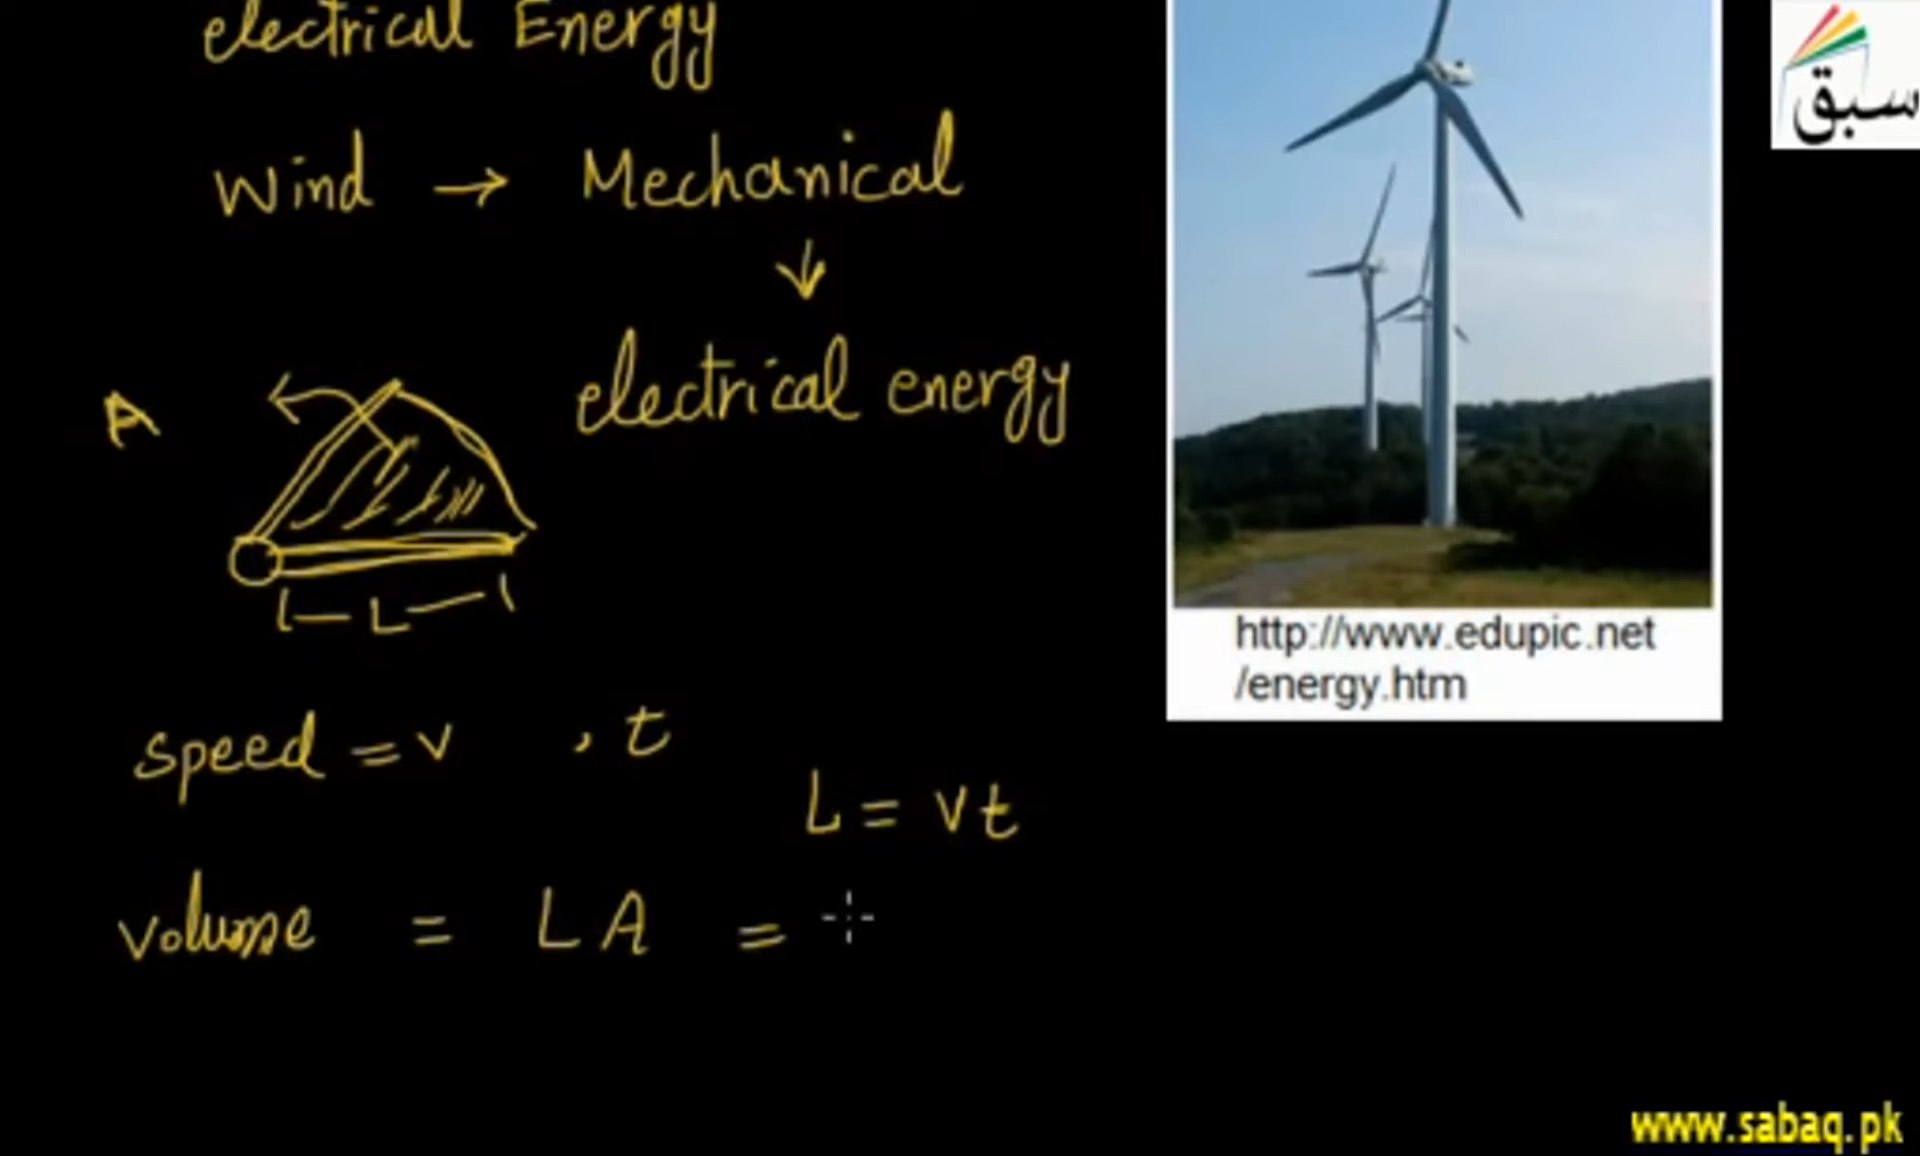 electrical Energy
Wind → Mechanical
↓
electrical energy
A
L
speed = v , t
L = vt
volume = LA =
http://www.edupic.net
/energy.htm
سبق
www.sabaq.pk